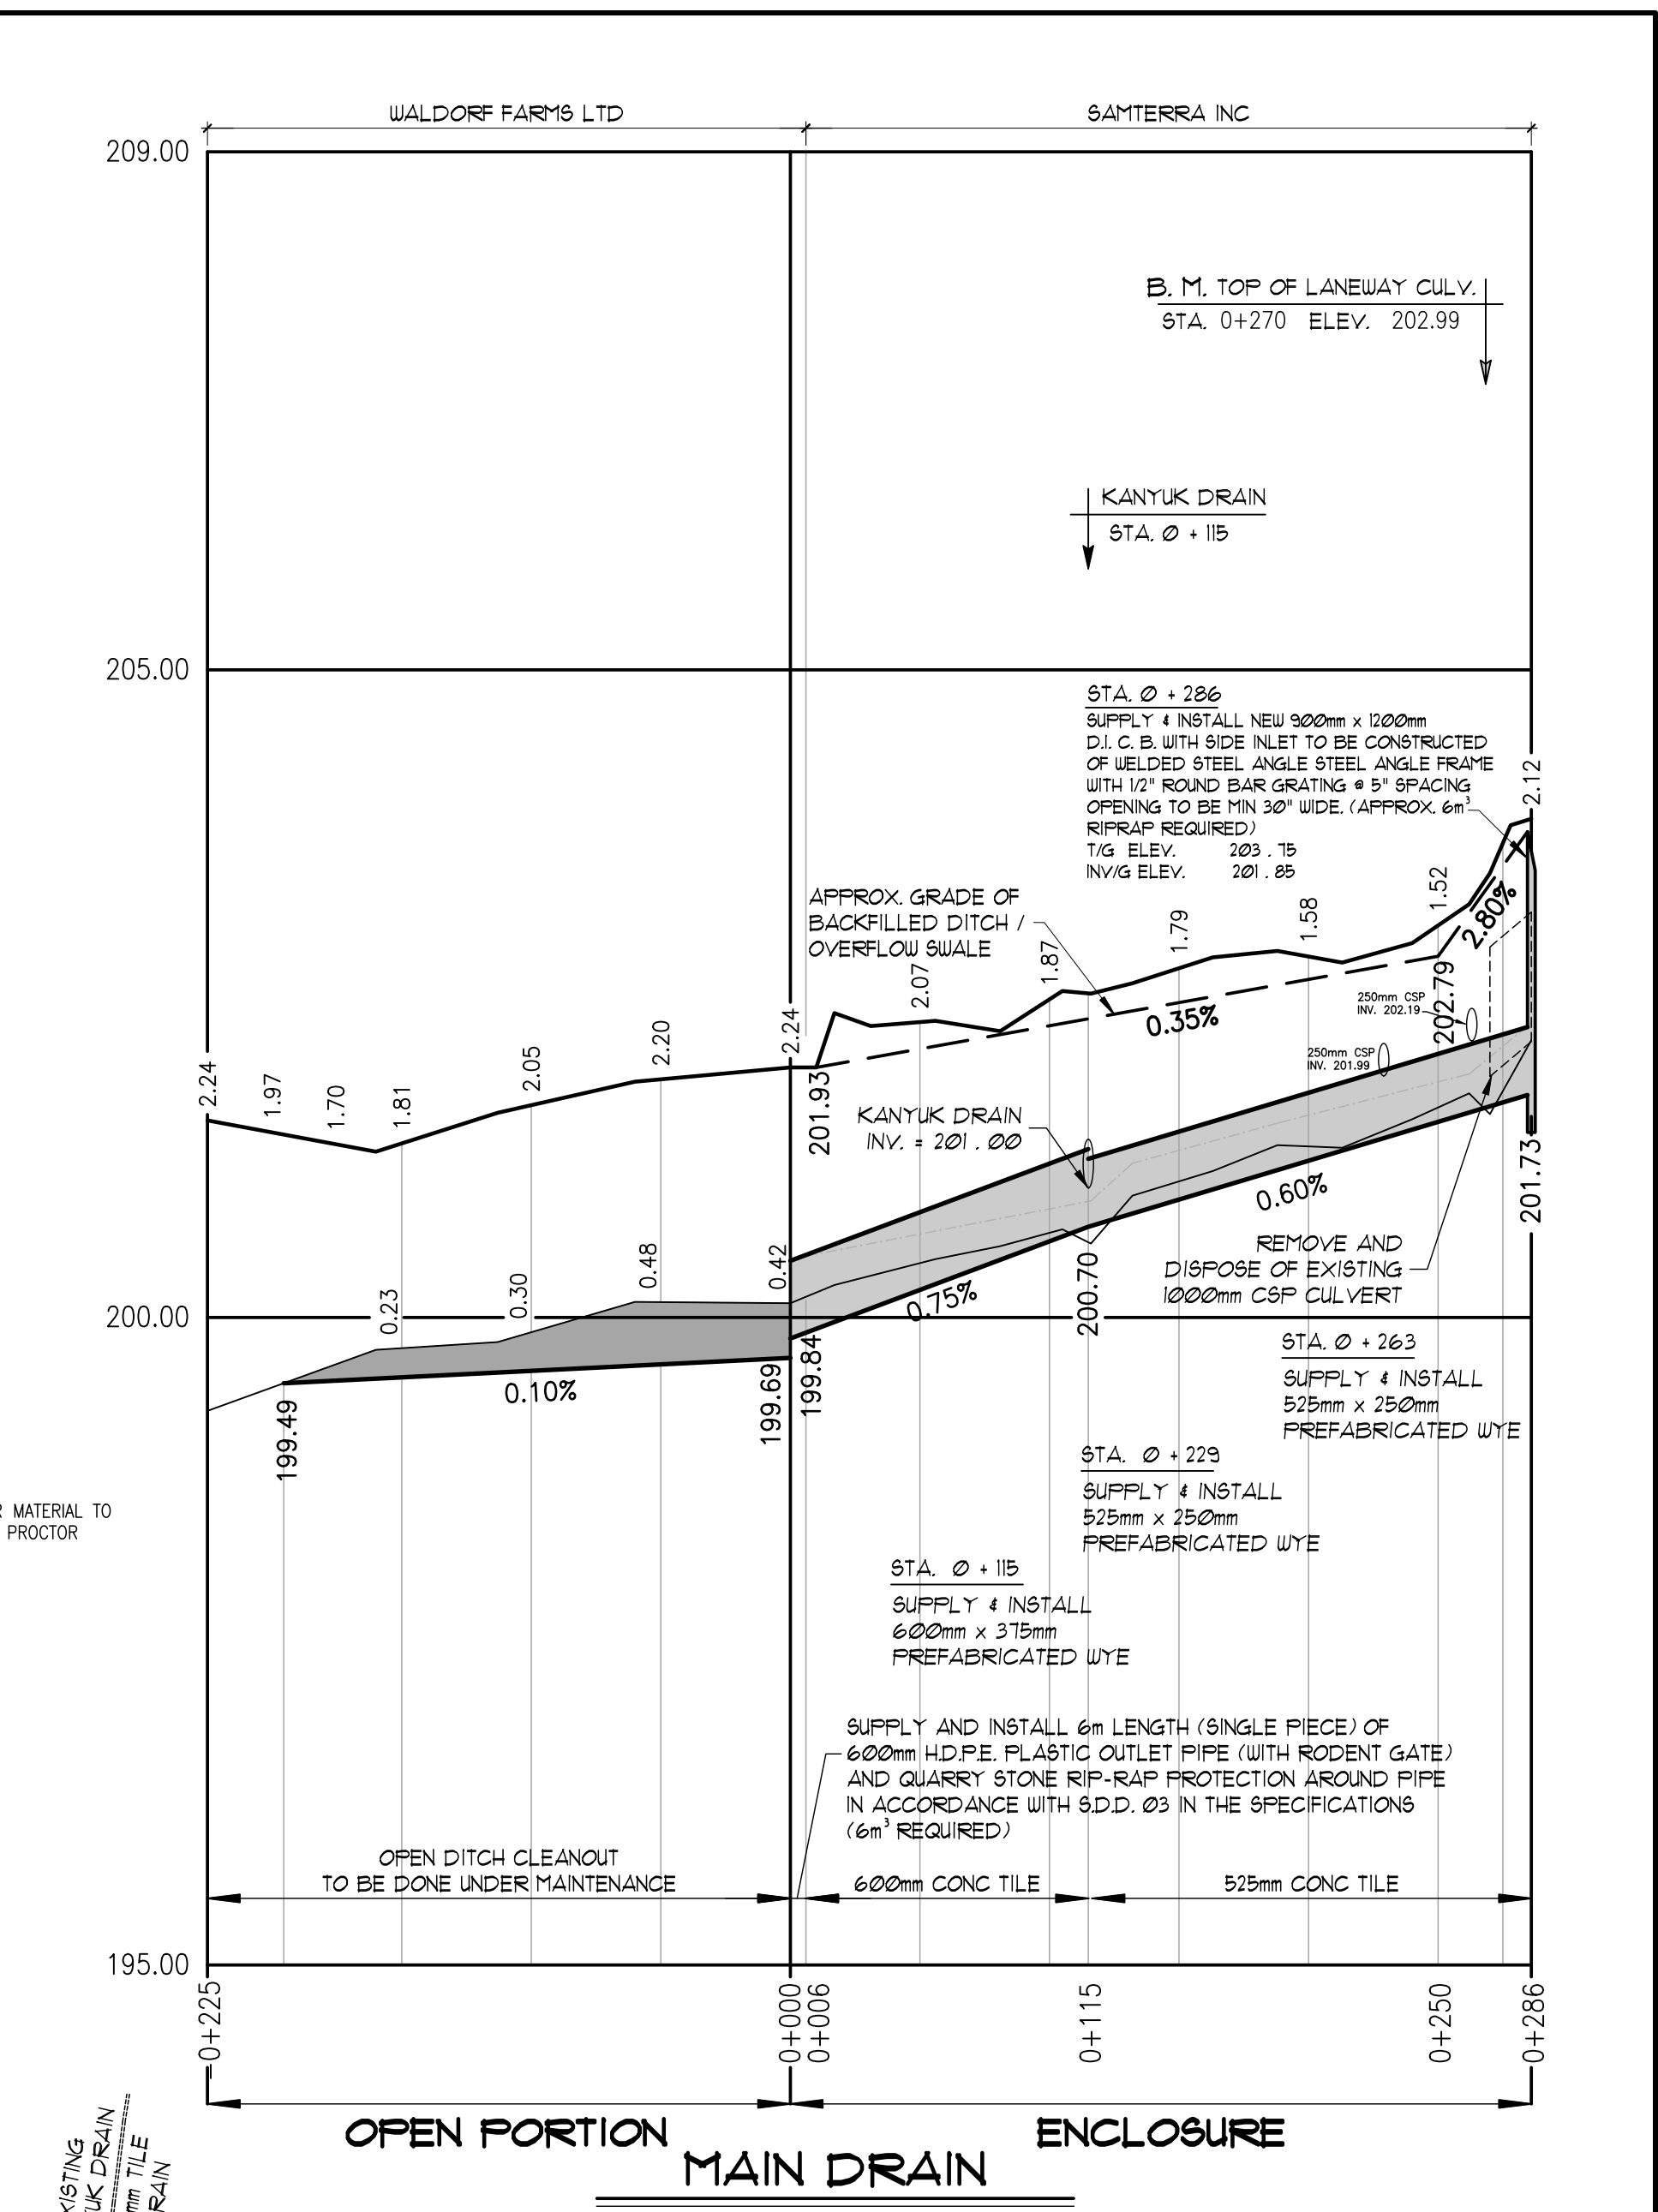 WALDORF FARMS LTD
SAMTERRA INC
209.00
B. M. TOP OF LANEWAY CULV.
STA. 0+270 ELEV. 202.99
KANYUK DRAIN
STA. Ø + 115
205.00
STA. Ø + 286
SUPPLY & INSTALL NEW 900mm x 1200mm
D.I. C. B. WITH SIDE INLET TO BE CONSTRUCTED
OF WELDED STEEL ANGLE STEEL ANGLE FRAME
WITH 1/2" ROUND BAR GRATING @ 5" SPACING
OPENING TO BE MIN 30" WIDE. (APPROX. 6m³
RIPRAP REQUIRED)
T/G ELEV. 203 . 75
INV/G ELEV. 201 . 85
2.12
APPROX. GRADE OF
BACKFILLED DITCH /
OVERFLOW SWALE
2.24
1.97
1.70
1.81
2.05
2.20
2.24
2.07
1.87
1.79
1.58
1.52
2.80%
0.35%
202.79
250mm CSP
INV. 202.19
250mm CSP
INV. 201.99
201.93
KANYUK DRAIN
INV. = 201 . 00
201.73
0.60%
0.75%
200.70
REMOVE AND
DISPOSE OF EXISTING
1000mm CSP CULVERT
0.23
0.30
0.48
0.42
200.00
199.49
0.10%
199.69
199.84
STA. Ø + 263
SUPPLY & INSTALL
525mm x 250mm
PREFABRICATED WYE
STA. Ø + 229
SUPPLY & INSTALL
525mm x 250mm
PREFABRICATED WYE
R MATERIAL TO
PROCTOR
STA. Ø + 115
SUPPLY & INSTALL
600mm x 375mm
PREFABRICATED WYE
SUPPLY AND INSTALL 6m LENGTH (SINGLE PIECE) OF
600mm H.D.P.E. PLASTIC OUTLET PIPE (WITH RODENT GATE)
AND QUARRY STONE RIP-RAP PROTECTION AROUND PIPE
IN ACCORDANCE WITH S.D.D. Ø3 IN THE SPECIFICATIONS
(6m³ REQUIRED)
OPEN DITCH CLEANOUT
TO BE DONE UNDER MAINTENANCE
600mm CONC TILE
525mm CONC TILE
195.00
-0+225
0+000
0+006
0+115
0+250
0+286
OPEN PORTION
ENCLOSURE
MAIN DRAIN
XISTING
UK DRAIN
mm TILE
RAIN